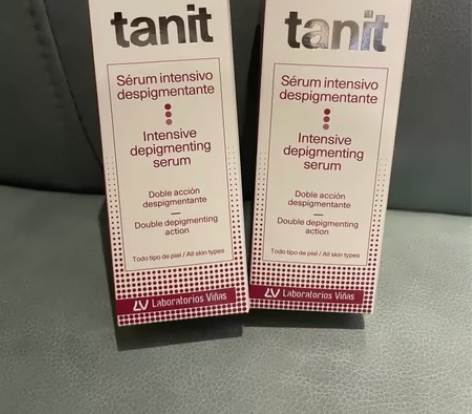 tanit
Sérum intensivo
despigmentante
Intensive
depigmenting
serum
Doble acción
despigmentante
Double depigmenting
action
Todo tipo de piel / All skin types
LV Laboratorios Viñas
tanit
Sérum intensivo
despigmentante
Intensive
depigmenting
serum
Doble acción
despigmentante
Double depigmenting
action
Todo tipo de piel / All skin types
LV Laboratorios Viñas